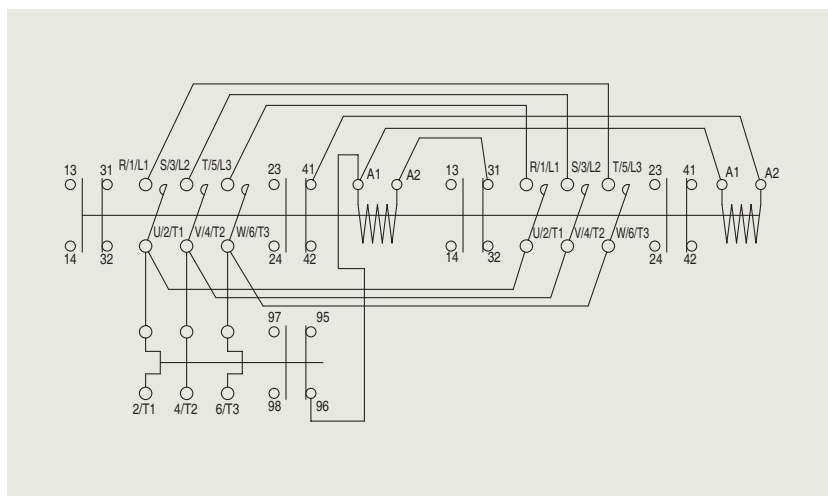 13 31 R/1/L1 S/3/L2 T/5/L3 23 41 A1 A2 13 31 R/1/L1 S/3/L2 T/5/L3 23 41 A1 A2
14 32 U/2/T1 V/4/T2 W/6/T3 24 42 14 32 U/2/T1 V/4/T2 W/6/T3 24 42
97 95
2/T1 4/T2 6/T3 98 96